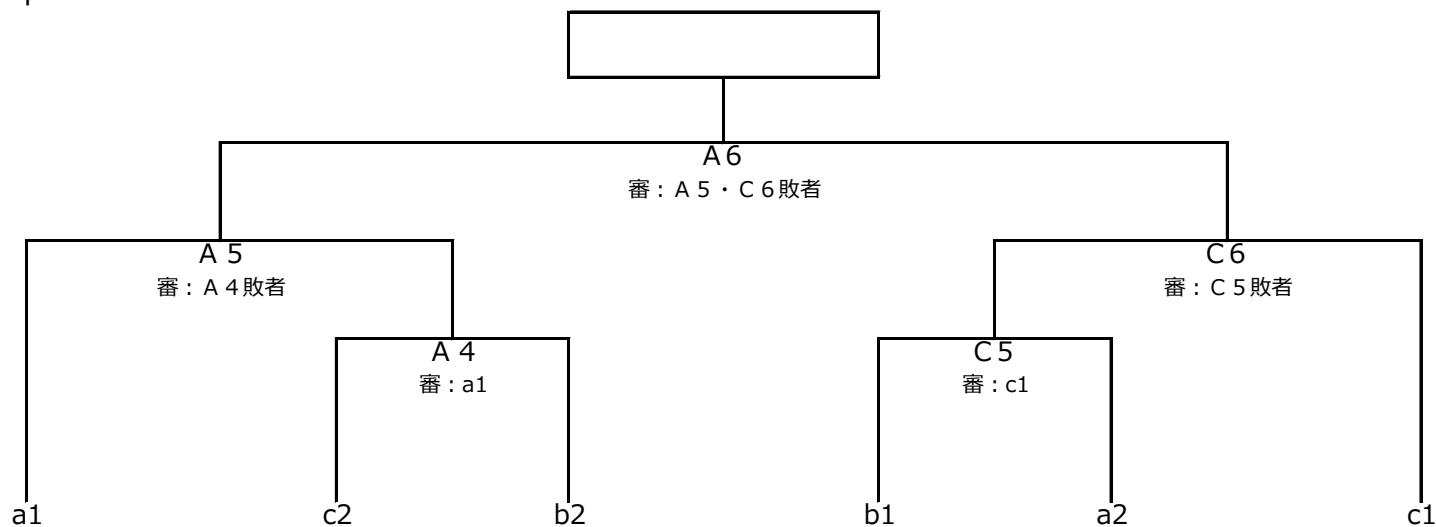 A6
審：A５・C６敗者
A５
審：A４敗者
C6
審：C５敗者
A４
審：a1
C5
審：c1
a1 c2 b2 b1 a2 c1